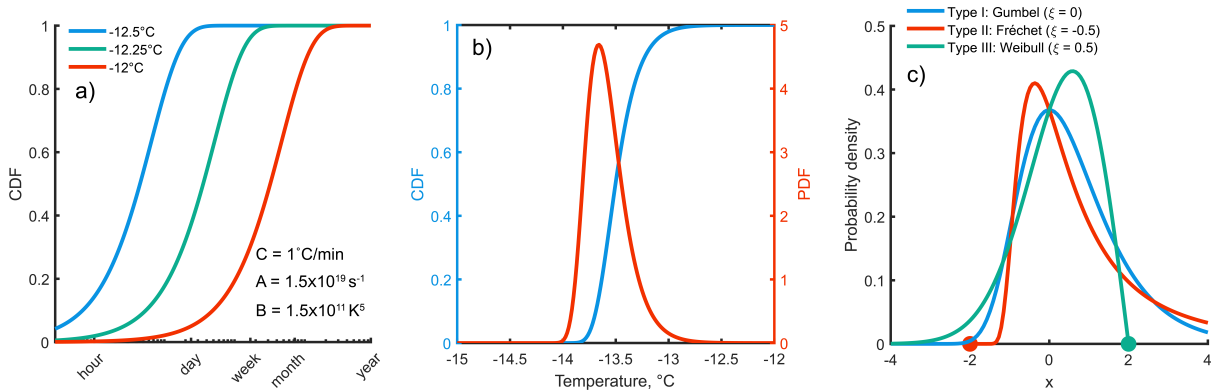 -12.5°C
-12.25°C
-12°C
a)
1
0.8
0.6
0.4
0.2
0
CDF
C = 1°C/min
A = 1.5x10¹⁹ s⁻¹
B = 1.5x10¹¹ K⁵
hour
day
week
month
year
b)
1
0.8
0.6
0.4
0.2
0
CDF
5
4
3
2
1
0
PDF
-15
-14.5
-14
-13.5
-13
-12.5
-12
Temperature, °C
Type I: Gumbel (ξ = 0)
Type II: Fréchet (ξ = -0.5)
Type III: Weibull (ξ = 0.5)
c)
0.5
0.4
0.3
0.2
0.1
0
Probability density
-4
-2
0
2
4
x